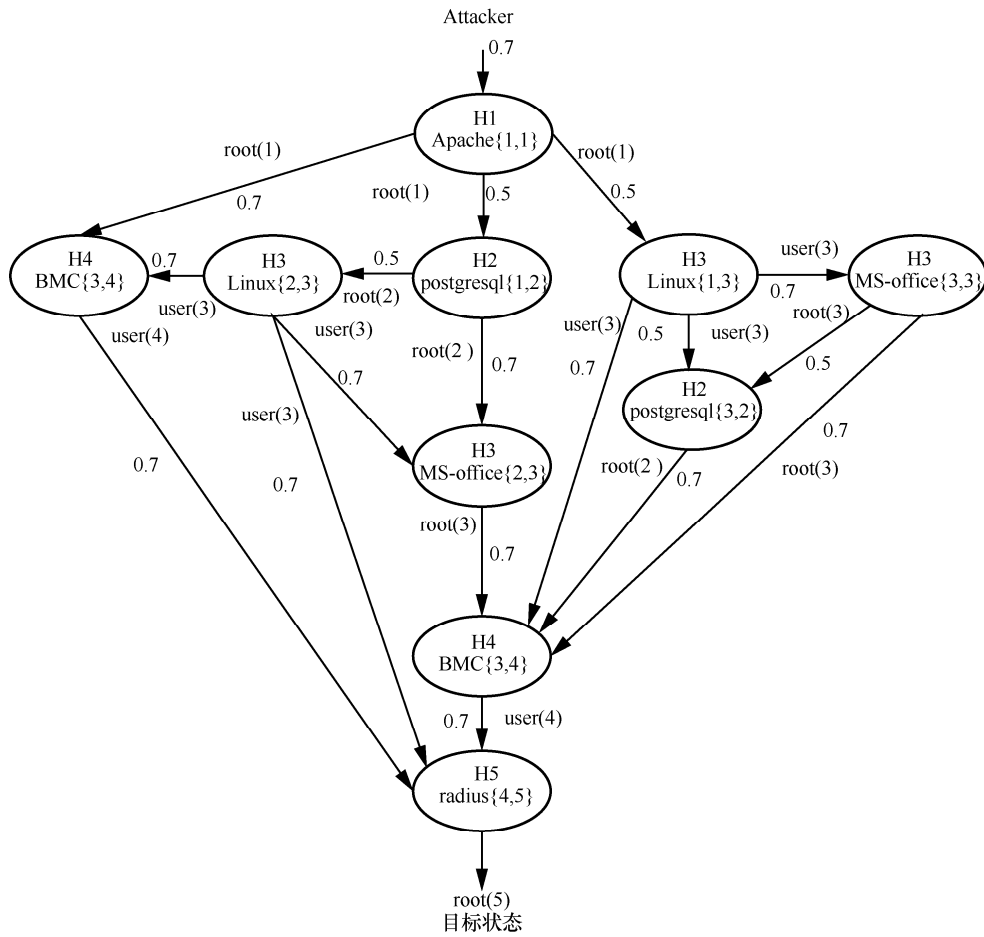 Attacker
0.7
H1
Apache{1,1}
root(1)
root(1)
root(1)
0.7
0.5
0.5
H4
BMC{3,4}
0.7
user(3)
H3
Linux{2,3}
0.5
root(2)
H2
postgresql{1,2}
H3
Linux{1,3}
user(3)
0.7
H3
MS-office{3,3}
user(4)
user(3)
root(2 )
0.7
user(3)
0.5
user(3)
root(3)
0.7
0.7
0.5
H2
postgresql{3,2}
user(3)
0.7
0.7
H3
MS-office{2,3}
root(2 )
0.7
0.7
root(3)
root(3)
0.7
H4
BMC{3,4}
0.7
user(4)
H5
radius{4,5}
root(5)
目标状态